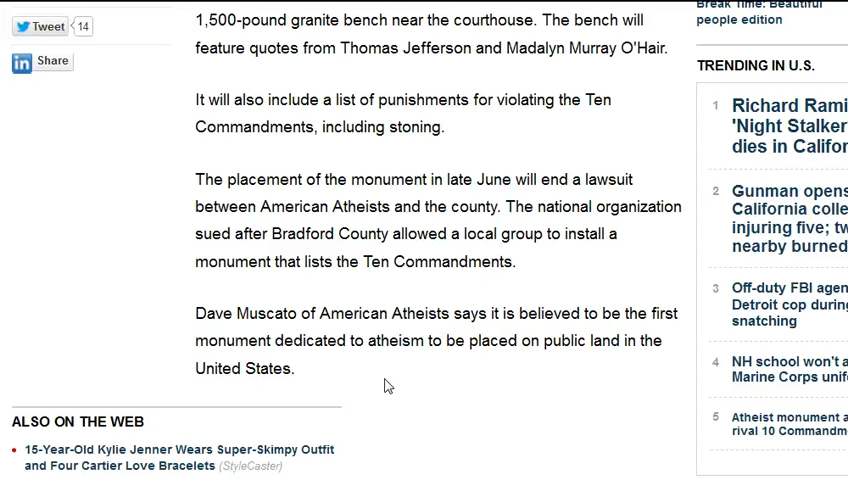 Tweet 14
Share
1,500-pound granite bench near the courthouse. The bench will
feature quotes from Thomas Jefferson and Madalyn Murray O'Hair.
It will also include a list of punishments for violating the Ten
Commandments, including stoning.
The placement of the monument in late June will end a lawsuit
between American Atheists and the county. The national organization
sued after Bradford County allowed a local group to install a
monument that lists the Ten Commandments.
Dave Muscato of American Atheists says it is believed to be the first
monument dedicated to atheism to be placed on public land in the
United States.
ALSO ON THE WEB
• 15-Year-Old Kylie Jenner Wears Super-Skimpy Outfit
and Four Cartier Love Bracelets (StyleCaster)
Break Time: Beautiful
people edition
TRENDING IN U.S.
1 Richard Rami
'Night Stalker'
dies in Califor
2 Gunman opens
California colle
injuring five; tw
nearby burned
3 Off-duty FBI agen
Detroit cop during
snatching
4 NH school won't a
Marine Corps unif
5 Atheist monument a
rival 10 Commandm